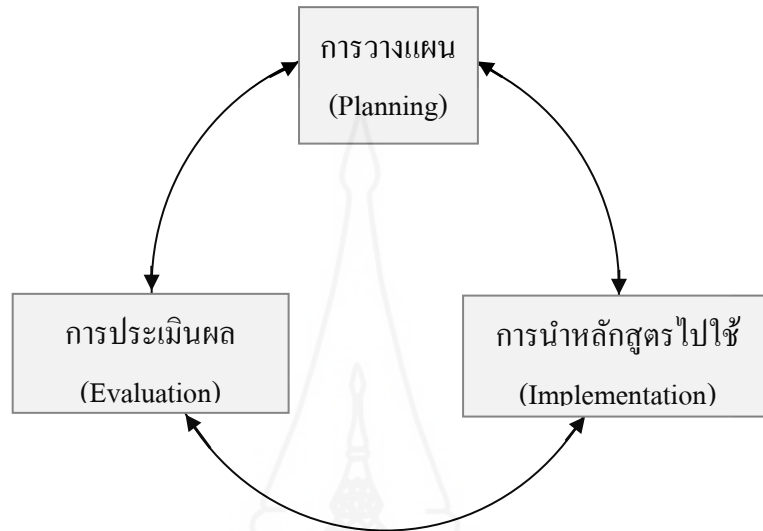 การวางแผน
(Planning)
การประเมินผล
(Evaluation)
การนำหลักสูตรไปใช้
(Implementation)